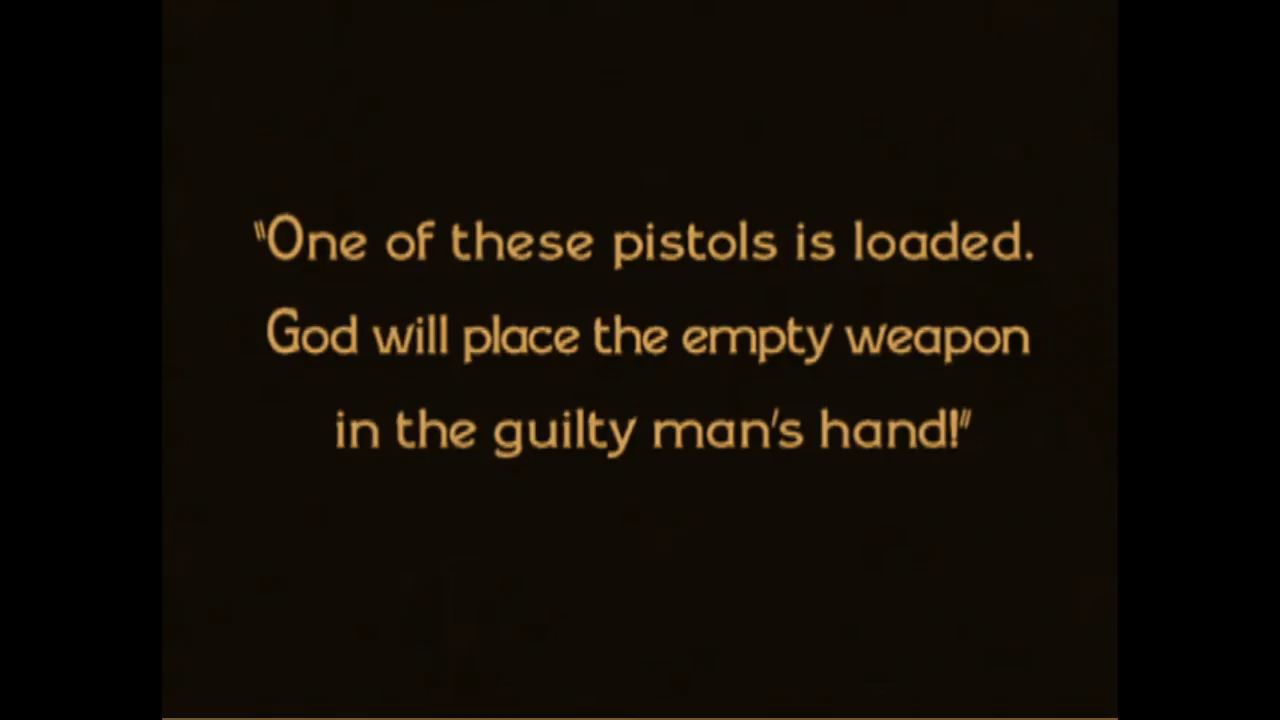 "One of these pistols is loaded.
God will place the empty weapon
in the guilty man's hand!"